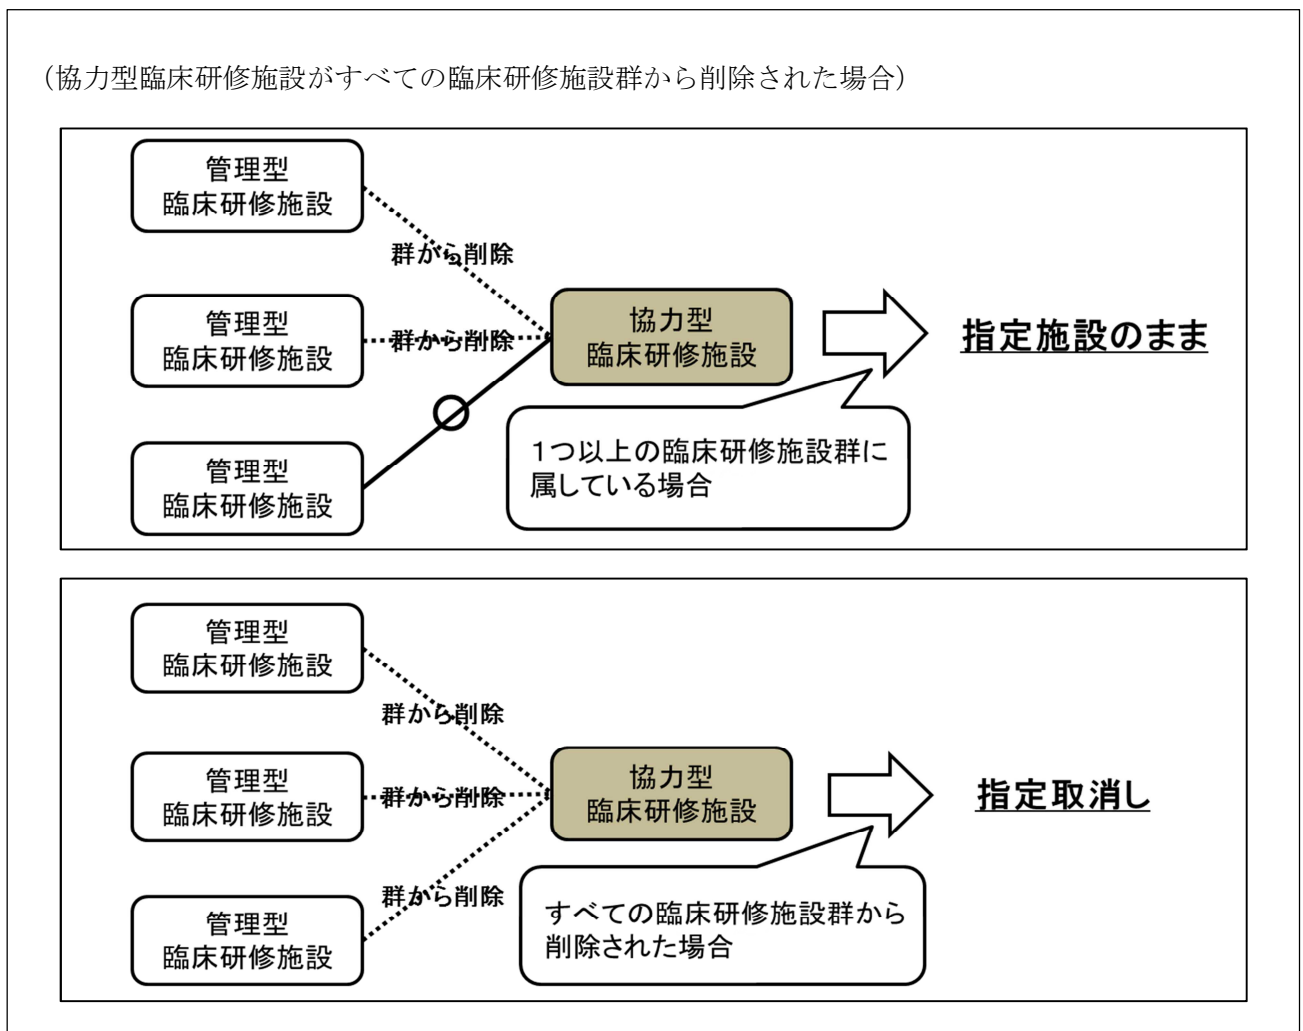 （協力型臨床研修施設がすべての臨床研修施設群から削除された場合）
管理型
臨床研修施設
群から削除
管理型
臨床研修施設
群から削除
協力型
臨床研修施設
指定施設のまま
１つ以上の臨床研修施設群に
属している場合
管理型
臨床研修施設
管理型
臨床研修施設
群から削除
管理型
臨床研修施設
群から削除
協力型
臨床研修施設
指定取消し
群から削除
すべての臨床研修施設群から
削除された場合
管理型
臨床研修施設